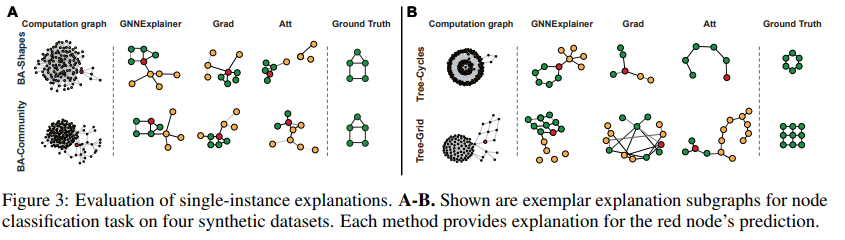 A
Computation graph GNNExplainer Grad Att Ground Truth
BA-Shapes
BA-Community
B
Computation graph GNNExplainer Grad Att Ground Truth
Tree-Cycles
Tree-Grid
Figure 3: Evaluation of single-instance explanations. A-B. Shown are exemplar explanation subgraphs for node
classification task on four synthetic datasets. Each method provides explanation for the red node's prediction.